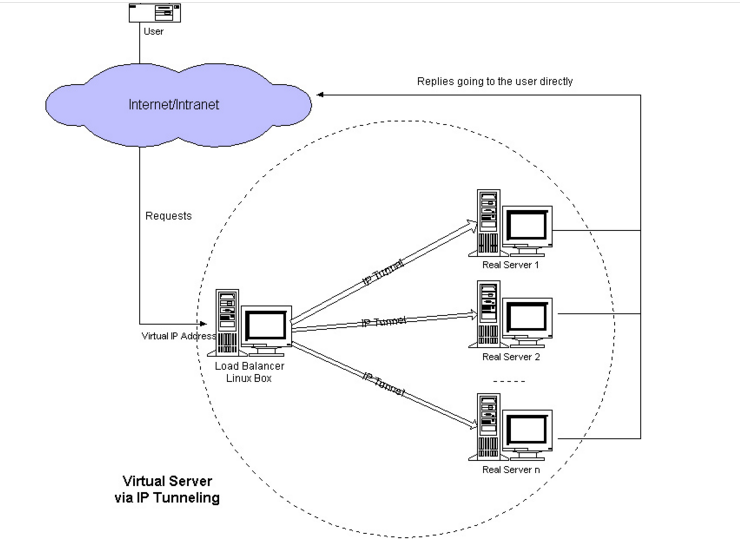 User
Replies going to the user directly
Internet/Intranet
Requests
IP Tunnel
Real Server 1
IP Tunnel
Virtual IP Address
Real Server 2
Load Balancer
Linux Box
IP Tunnel
Real Server n
Virtual Server
via IP Tunneling